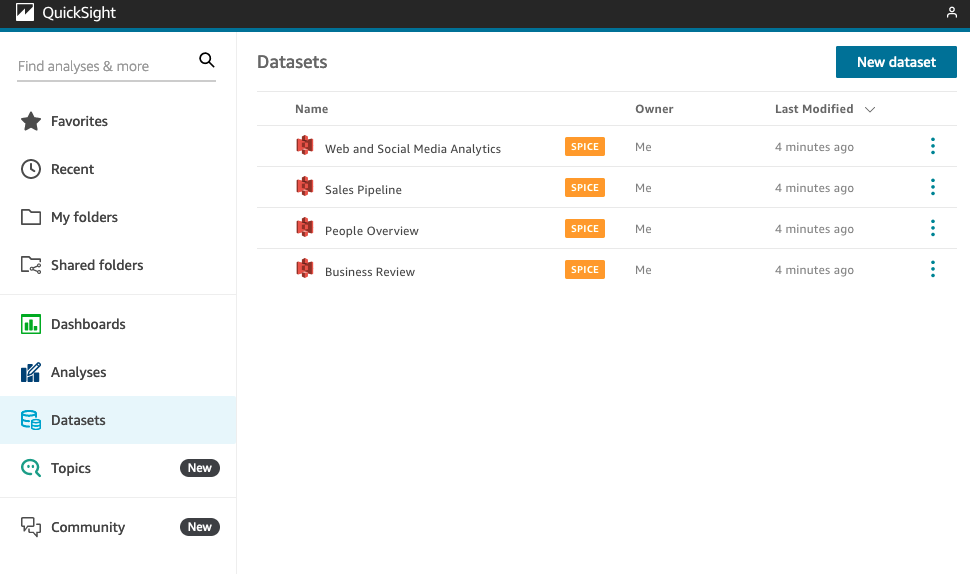 QuickSight
Find analyses & more
Favorites
Recent
My folders
Shared folders
Dashboards
Analyses
Datasets
Topics New
Community New
Datasets
New dataset
Name Owner Last Modified
Web and Social Media Analytics SPICE Me 4 minutes ago
Sales Pipeline SPICE Me 4 minutes ago
People Overview SPICE Me 4 minutes ago
Business Review SPICE Me 4 minutes ago